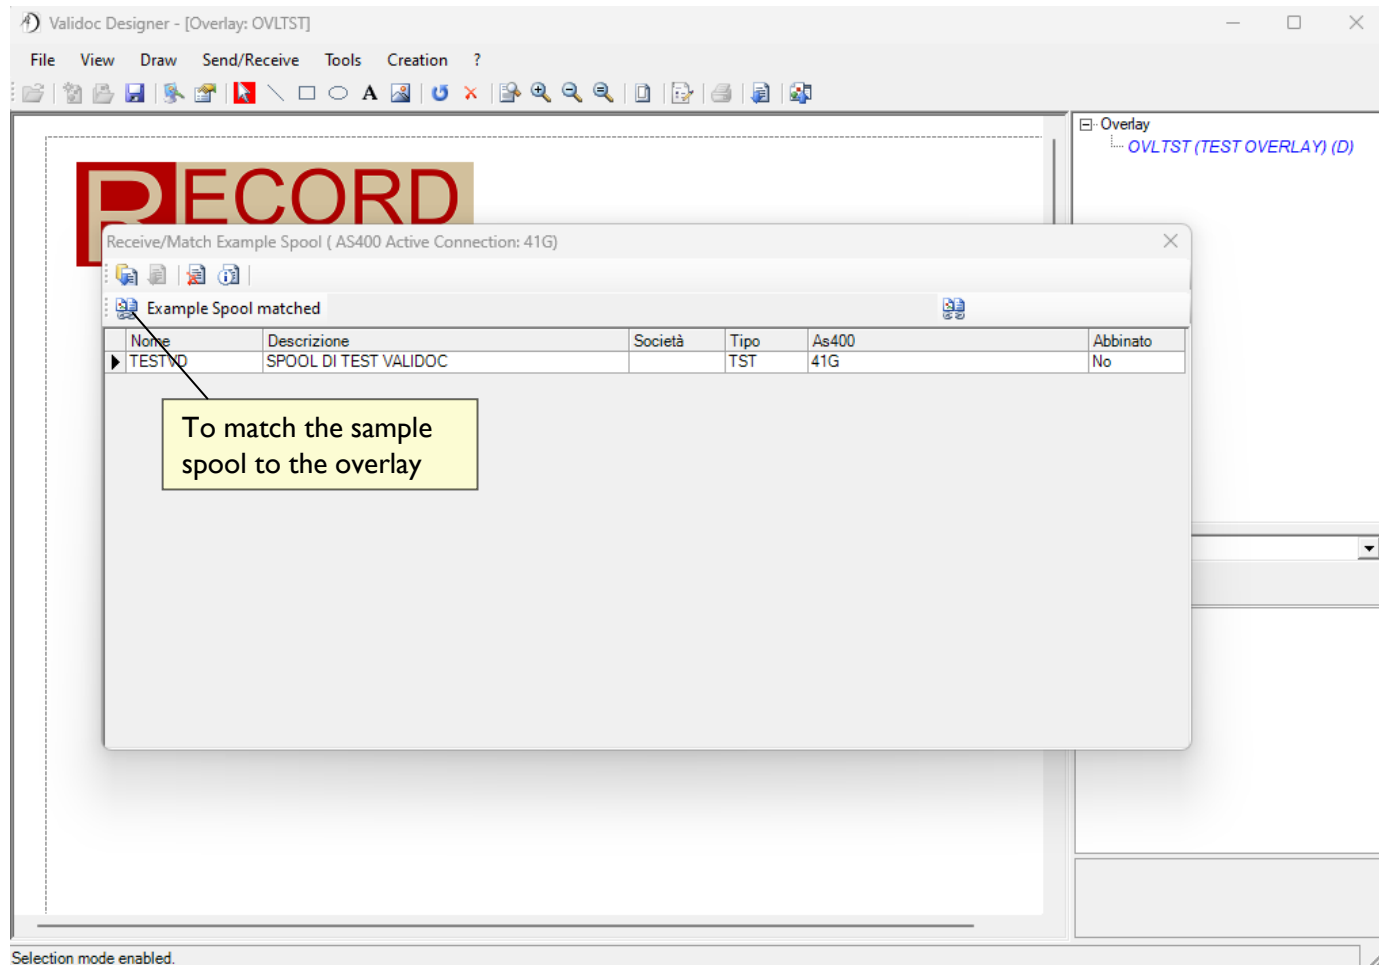 Validoc Designer - [Overlay: OVLTST]
File View Draw Send/Receive Tools Creation ?
A
Overlay
OVLTST (TEST OVERLAY) (D)
RECORD
Receive/Match Example Spool ( AS400 Active Connection: 41G)
Example Spool matched
Nome Descrizione Società Tipo As400 Abbinato
TESTVD SPOOL DI TEST VALIDOC TST 41G No
To match the sample
spool to the overlay
Selection mode enabled.